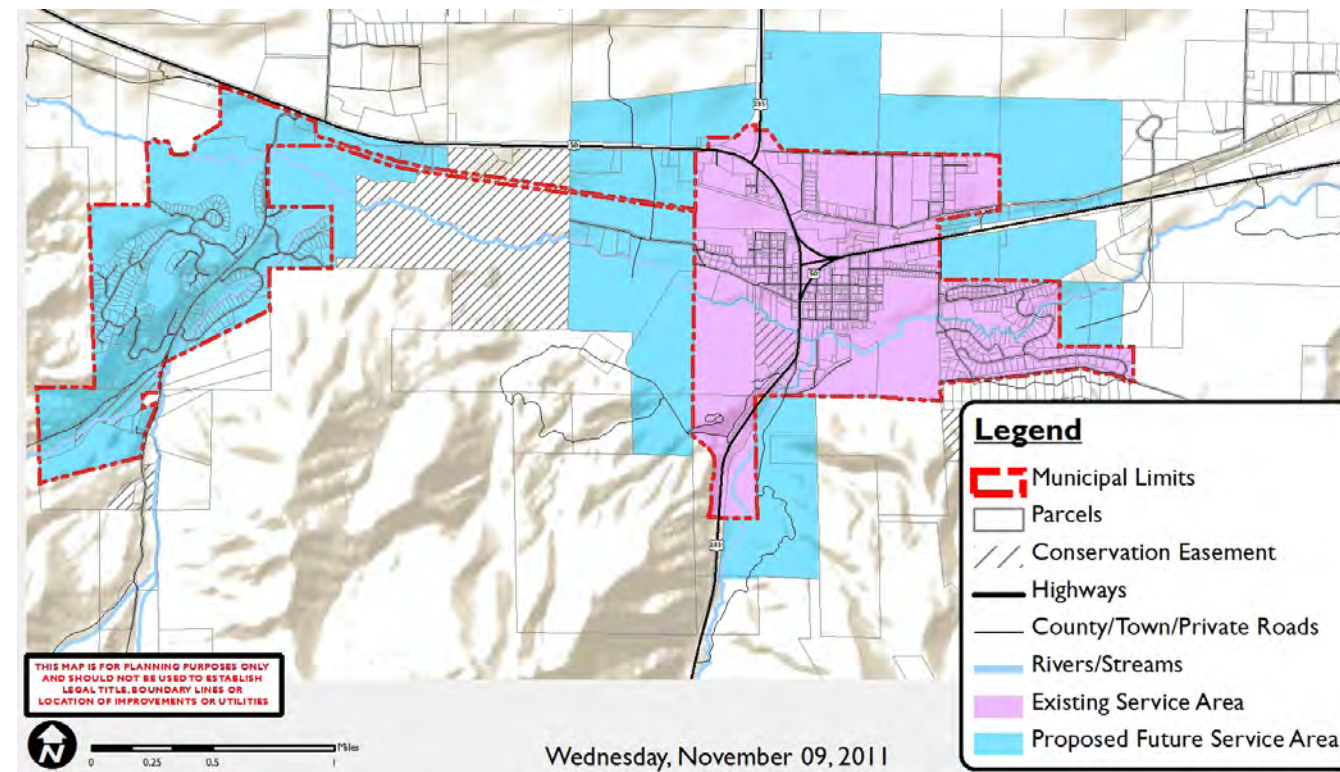 285
50
50
285
Legend
Municipal Limits
Parcels
Conservation Easement
Highways
County/Town/Private Roads
Rivers/Streams
Existing Service Area
Proposed Future Service Area
THIS MAP IS FOR PLANNING PURPOSES ONLY
AND SHOULD NOT BE USED TO ESTABLISH
LEGAL TITLE, BOUNDARY LINES OR
LOCATION OF IMPROVEMENTS OR UTILITIES
N
Miles
0 0.25 0.5 1
Wednesday, November 09, 2011